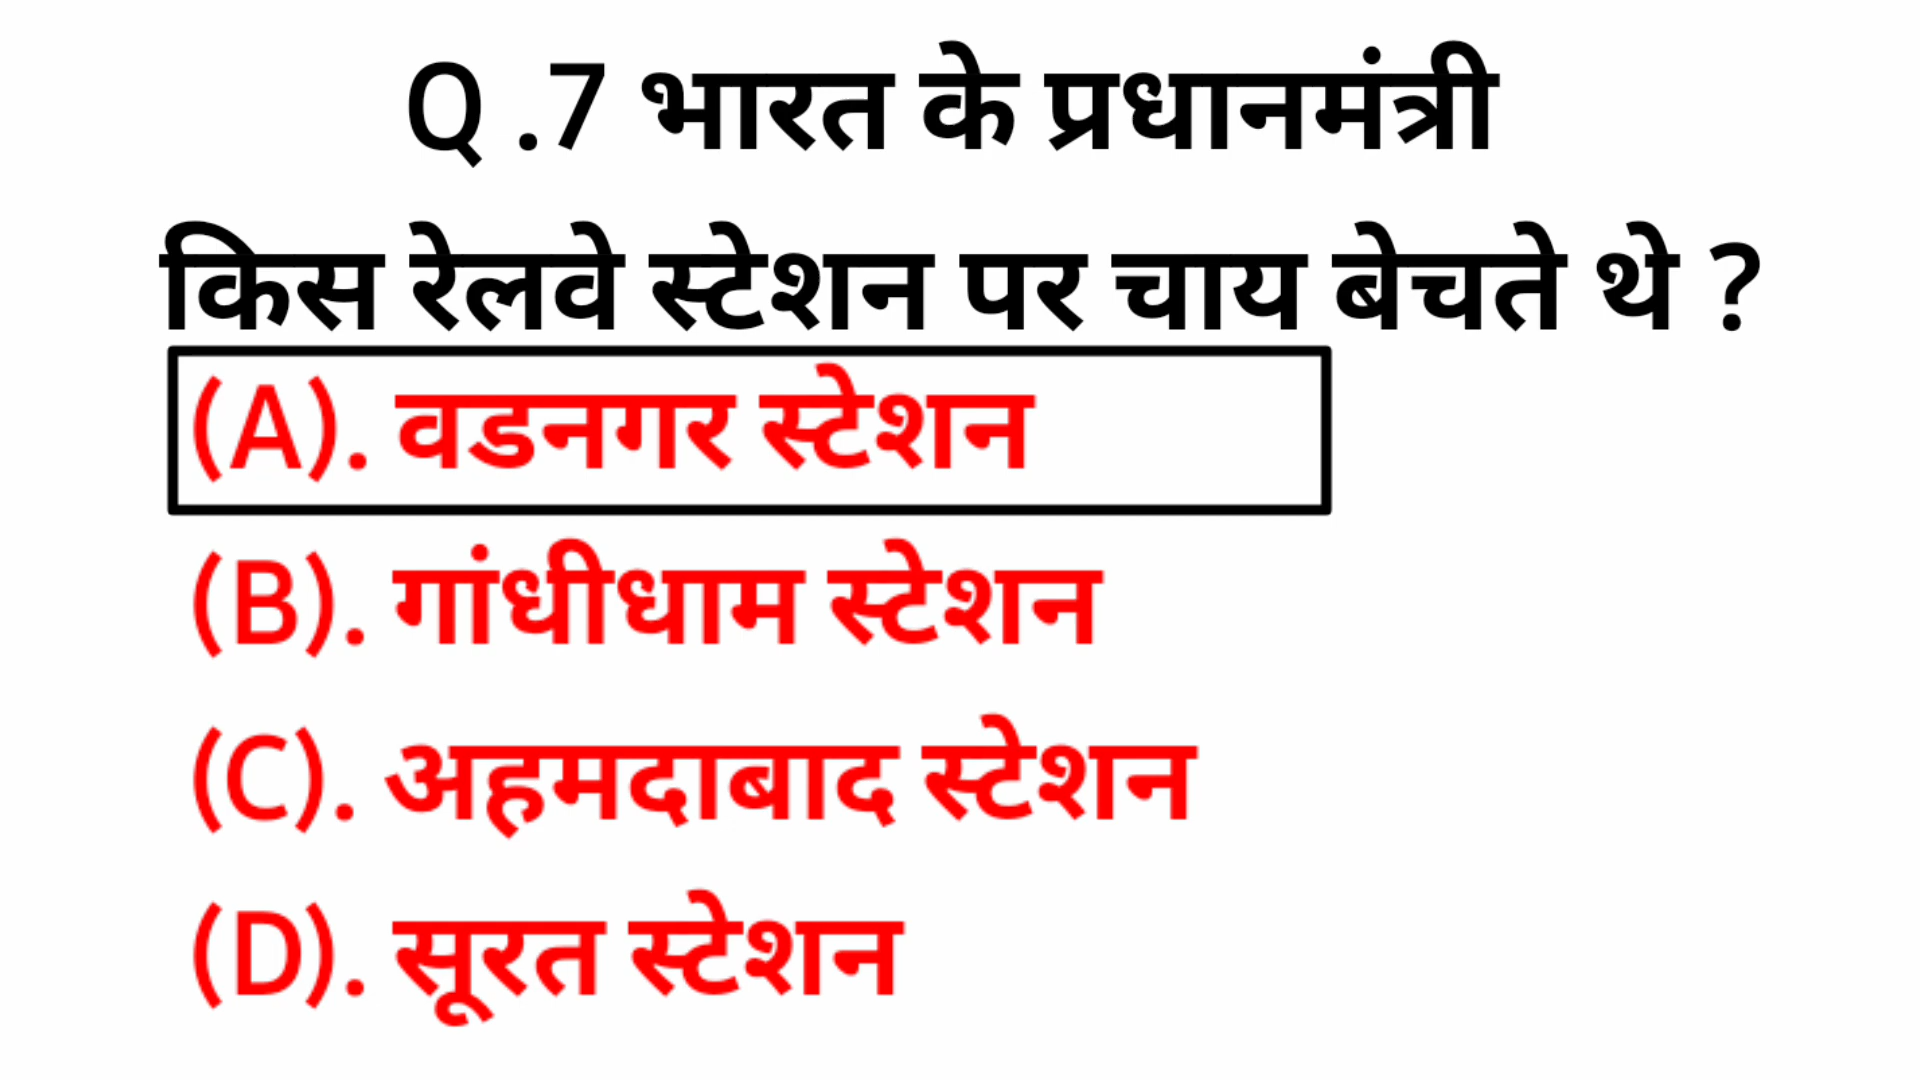 Q .7 भारत के प्रधानमंत्री
किस रेलवे स्टेशन पर चाय बेचते थे ?
(A). वडनगर स्टेशन
(B). गांधीधाम स्टेशन
(C). अहमदाबाद स्टेशन
(D). सूरत स्टेशन